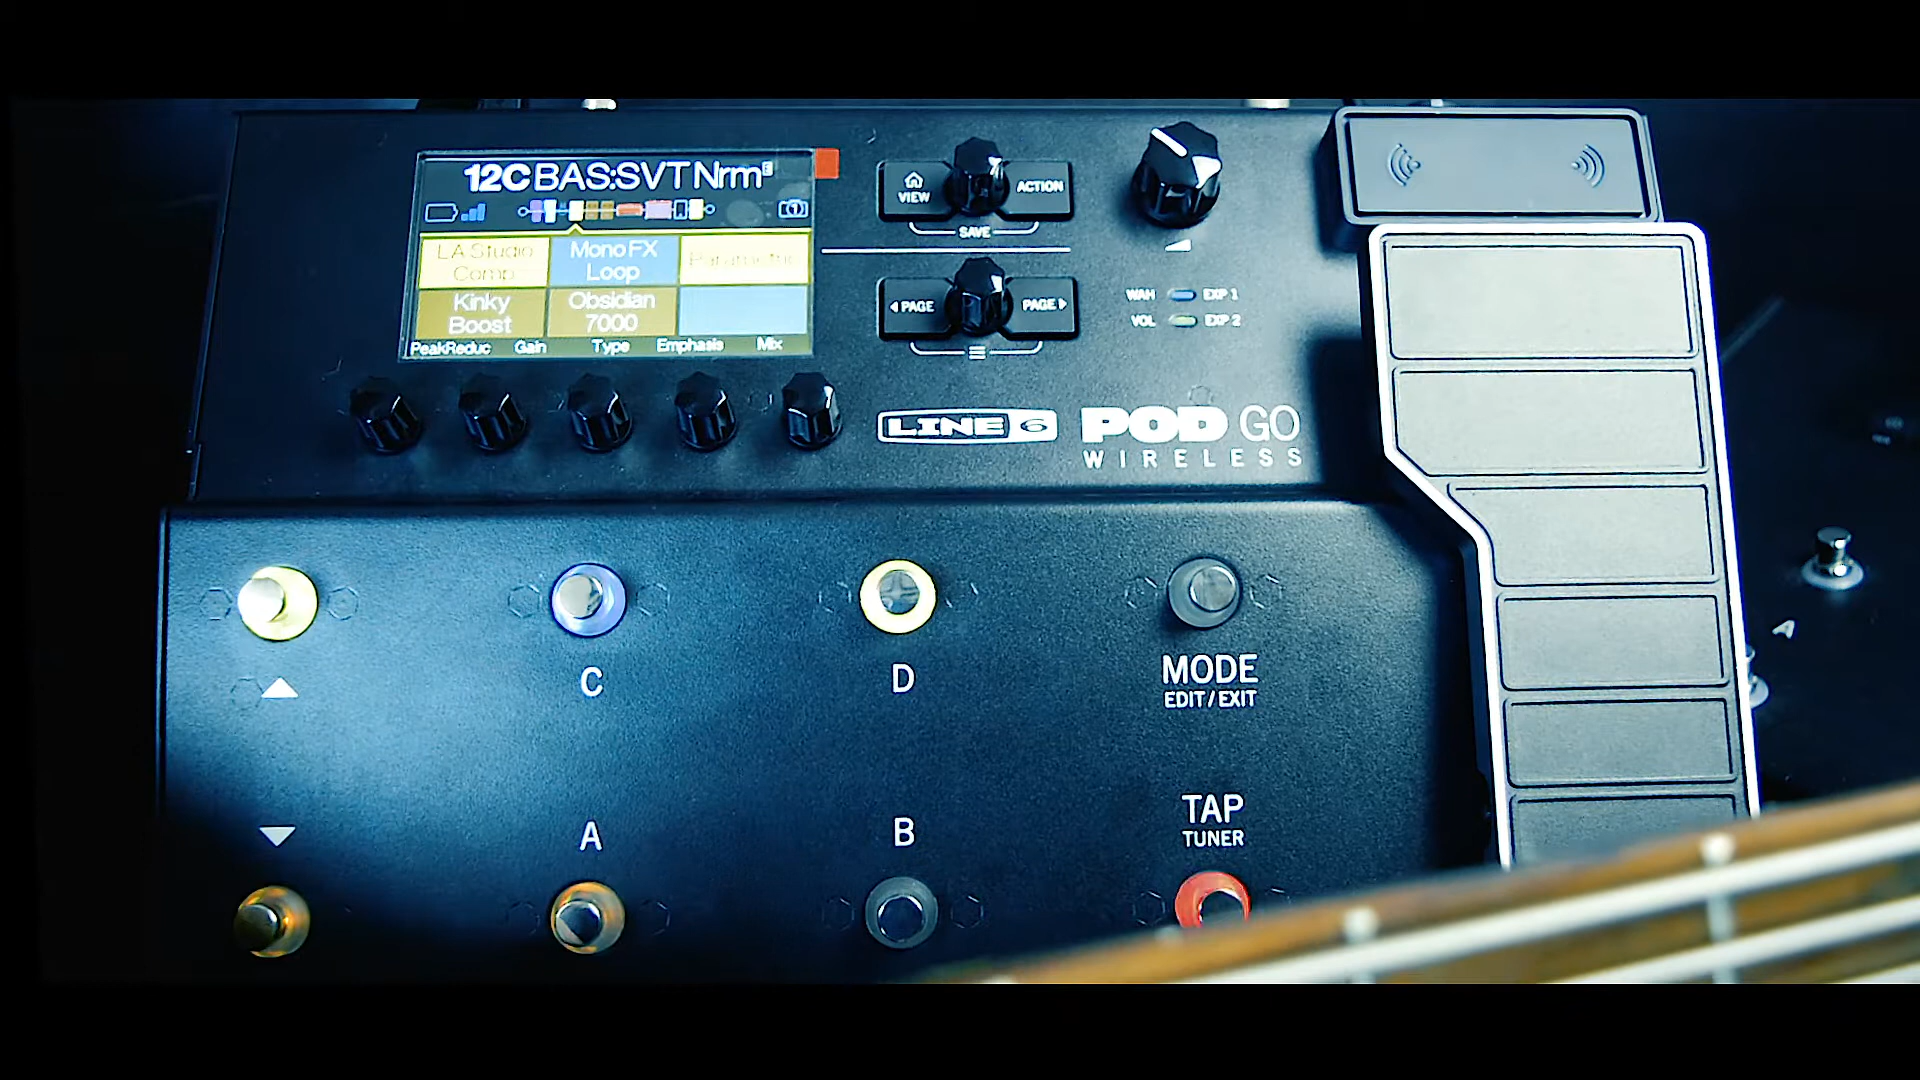 12C BAS:SVT Nrm
1
LA Studio Comp
Mono FX Loop
Parametric
Kinky Boost
Obsidian 7000
PeakReduc Gain Type Emphasis Mix
VIEW
ACTION
SAVE
PAGE
PAGE
WAH EXP 1
VOL EXP 2
LINE 6
POD GO
WIRELESS
C
D
MODE
EDIT/EXIT
A
B
TAP
TUNER
A